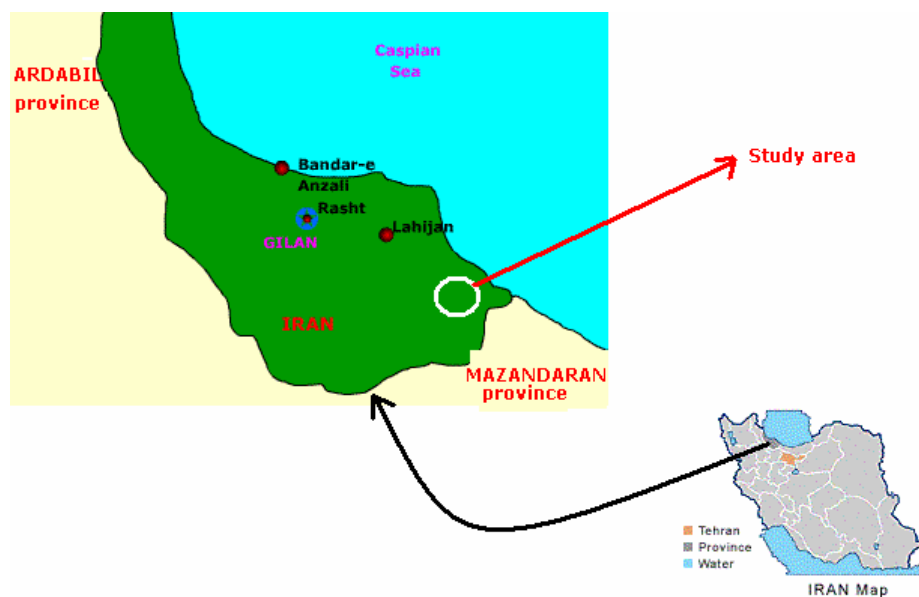 Caspian
Sea
ARDABIL
province
Study area
Bandar-e
Anzali
Rasht
Lahijan
GILAN
IRAN
MAZANDARAN
province
Tehran
Province
Water
IRAN Map